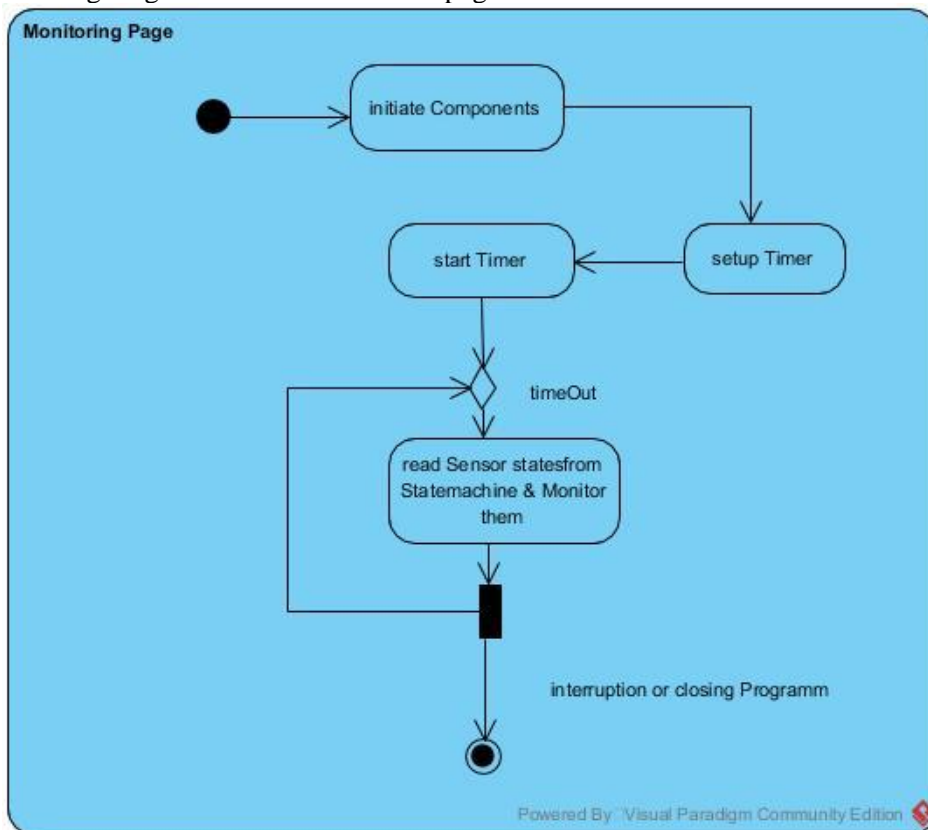 Monitoring Page
initiate Components
start Timer
setup Timer
timeOut
read Sensor statesfrom
Statemachine & Monitor
them
interruption or closing Programm
Powered By Visual Paradigm Community Edition